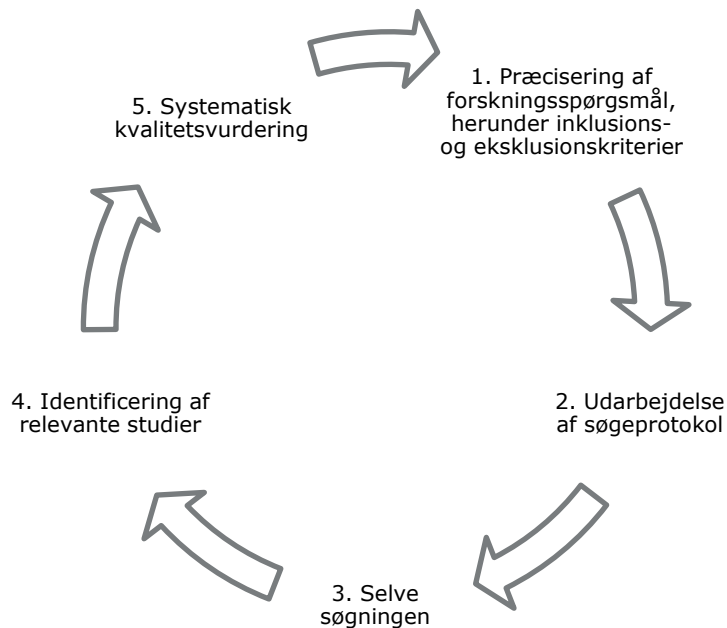 1. Præcisering af
forskningsspørgsmål,
herunder inklusions-
og eksklusionskriterier
2. Udarbejdelse
af søgeprotokol
3. Selve
søgningen
4. Identificering af
relevante studier
5. Systematisk
kvalitetsvurdering